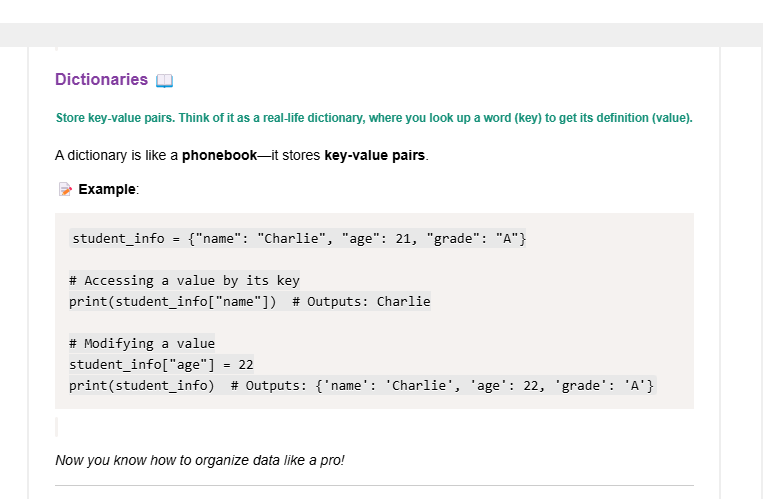 Dictionaries 📖
Store key-value pairs. Think of it as a real-life dictionary, where you look up a word (key) to get its definition (value).
A dictionary is like a phonebook—it stores key-value pairs.
📝 Example:
student_info = {"name": "Charlie", "age": 21, "grade": "A"}
# Accessing a value by its key
print(student_info["name"])  # Outputs: Charlie
# Modifying a value
student_info["age"] = 22
print(student_info)  # Outputs: {'name': 'Charlie', 'age': 22, 'grade': 'A'}
Now you know how to organize data like a pro!